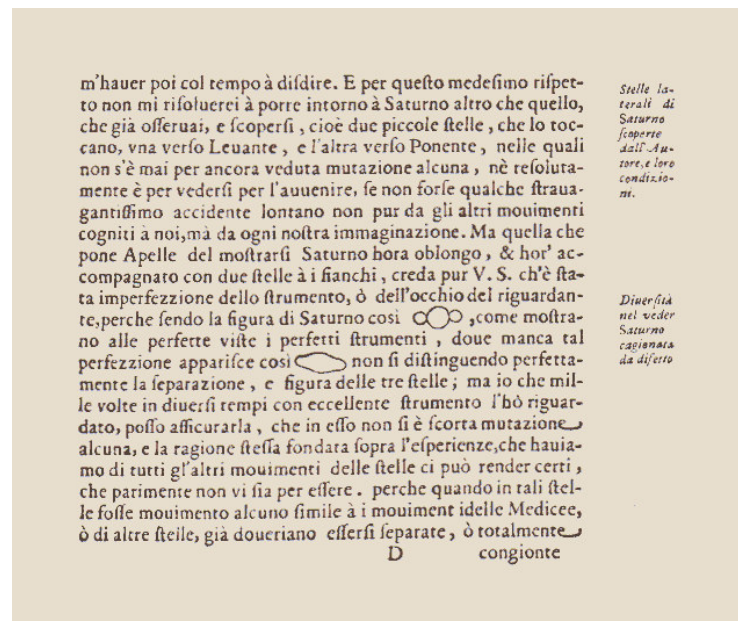 m'hauer poi col tempo à diſdire. E per queſto medeſimo riſpet-
to non mi riſoluerei à porre intorno à Saturno altro che quello,
che già oſſeruai, e ſcoperſi , cioè due piccole ſtelle , che lo toc-
cano, vna verſo Leuante , e l'altra verſo Ponente , nelle quali
non s'è mai per ancora veduta mutazione alcuna , nè reſoluta-
mente è per vederſi per l'auuenire, ſe non forſe qualche ſtraua-
gantiſſimo accidente lontano non pur da gli altri mouimenti
cogniti à noi,mà da ogni noſtra immaginazione. Ma quella che
pone Apelle del moſtrarſi Saturno hora oblongo , & hor' ac-
compagnato con due ſtelle à i fianchi , creda pur V. S. ch'è ſta-
ta imperfezzione dello ſtrumento, ò dell'occhio del riguardan-
te,perche ſendo la figura di Saturno così ,come moſtra-
no alle perfette viſte i perfetti ſtrumenti , doue manca tal
perfezzione appariſce così non ſi diſtinguendo perfetta-
mente la ſeparazione , e figura delle tre ſtelle ; ma io che mil-
le volte in diuerſi tempi con eccellente ſtrumento l'hò riguar-
dato, poſſo aſſicurarla , che in eſſo non ſi è ſcorta mutazione
alcuna, e la ragione ſteſſa fondata ſopra l'eſperienze,che hauia-
mo di tutti gl'altri mouimenti delle ſtelle ci può render certi ,
che parimente non vi ſia per eſſere . perche quando in tali ſtel-
le foſſe mouimento alcuno ſimile à i mouiment idelle Medicee,
ò di altre ſtelle, già doueriano eſſerſi ſeparate , ò totalmente
D congionte
Stelle la-
terali di
Saturno
ſcoperte
dall'Au-
tore,e loro
condizio-
ni.
Diuerſità
nel veder
Saturno
cagionata
da difetto